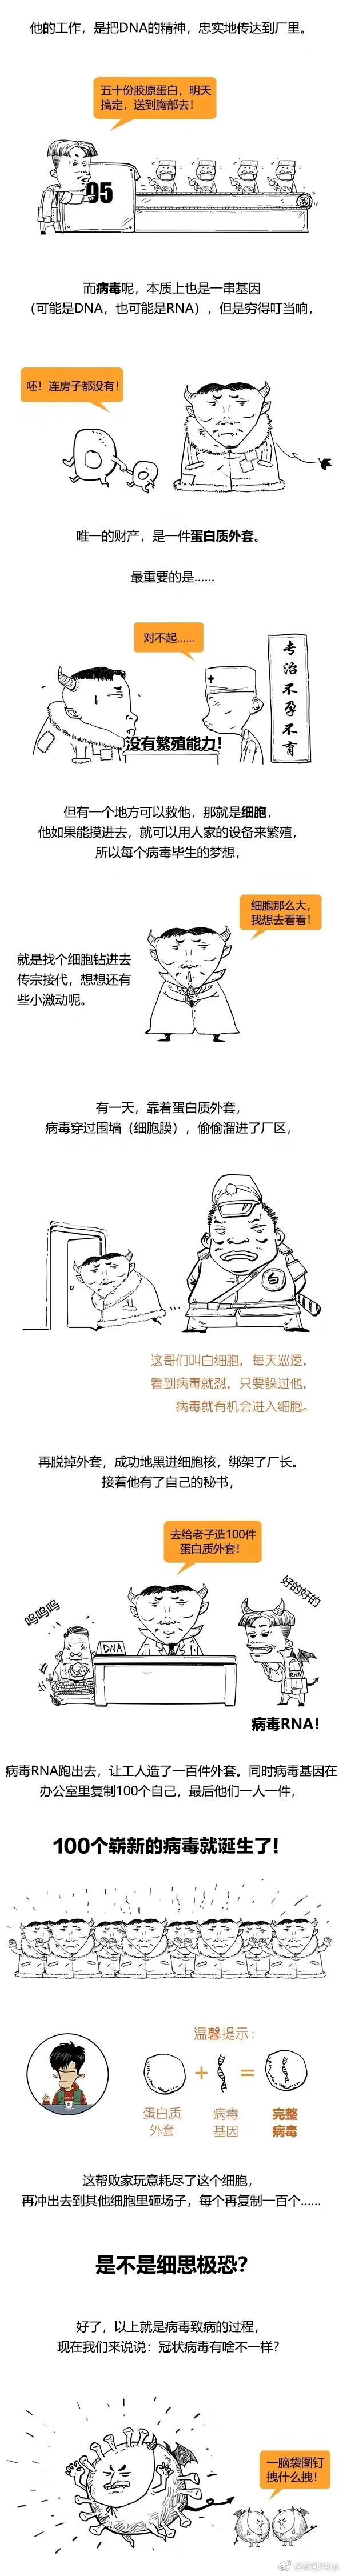 他的工作，是把DNA的精神，忠实地传达到厂里。
五十份胶原蛋白，明天
搞定，送到胸部去！
95
而病毒呢，本质上也是一串基因
（可能是DNA，也可能是RNA），但是穷得叮当响，
呸！连房子都没有！
唯一的财产，是一件蛋白质外套。
最重要的是......
对不起......
专治不孕不育
没有繁殖能力！
但有一个地方可以救他，那就是细胞，
他如果能摸进去，就可以用人家的设备来繁殖，
所以每个病毒毕生的梦想，
细胞那么大，
我想去看看！
就是找个细胞钻进去
传宗接代，想想还有
些小激动呢。
有一天，靠着蛋白质外套，
病毒穿过围墙（细胞膜），偷偷溜进了厂区，
白
这哥们叫白细胞，每天巡逻，
看到病毒就怼，只要躲过他，
病毒就有机会进入细胞。
再脱掉外套，成功地黑进细胞核，绑架了厂长。
接着他有了自己的秘书，
去给老子造100件
蛋白质外套！
呜呜呜
好的好的
DNA
RNA
病毒RNA！
病毒RNA跑出去，让工人造了一百件外套。同时病毒基因在
办公室里复制100个自己，最后他们一人一件，
100个崭新的病毒就诞生了！
温馨提示：
+ =
蛋白质
外套
病毒
基因
完整
病毒
这帮败家玩意耗尽了这个细胞，
再冲出去到其他细胞里砸场子，每个再复制一百个......
是不是细思极恐？
好了，以上就是病毒致病的过程，
现在我们来说说：冠状病毒有啥不一样？
一脑袋图钉
拽什么拽！